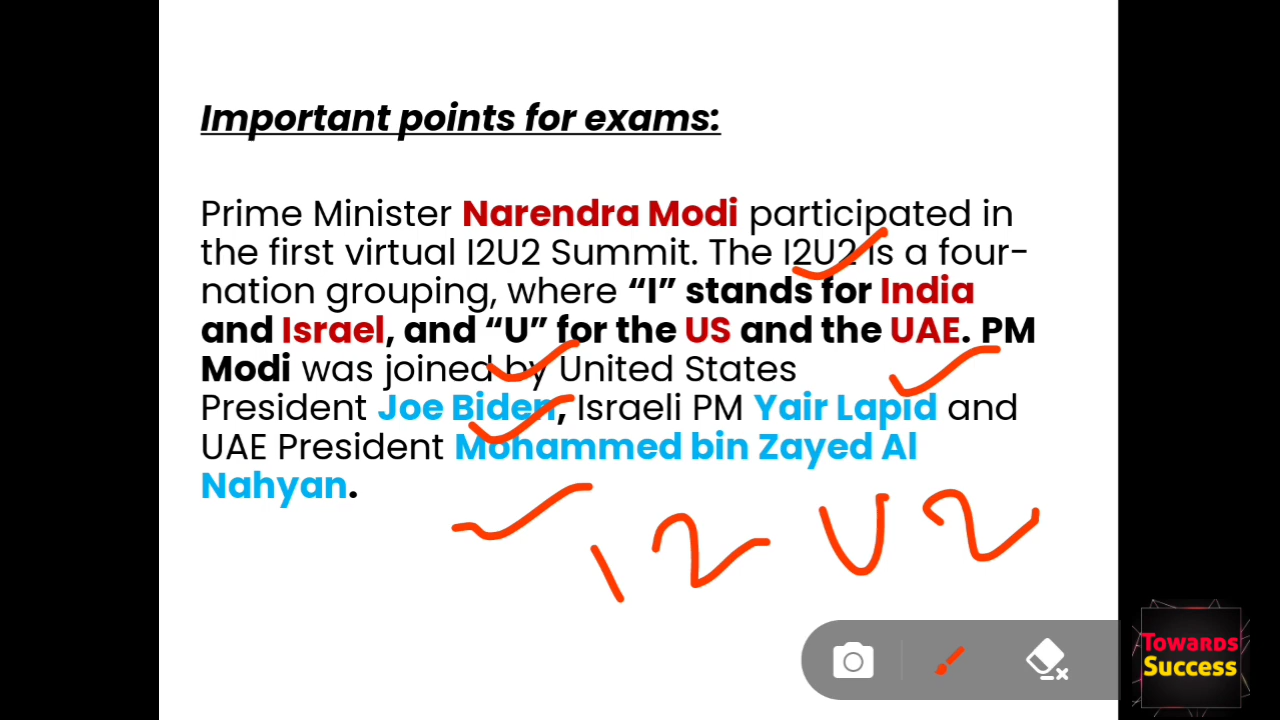 Important points for exams:
Prime Minister Narendra Modi participated in
the first virtual I2U2 Summit. The I2U2 is a four-
nation grouping, where “I” stands for India
and Israel, and “U” for the US and the UAE. PM
Modi was joined by United States
President Joe Biden, Israeli PM Yair Lapid and
UAE President Mohammed bin Zayed Al
Nahyan.
I2 U2
Towards
Success